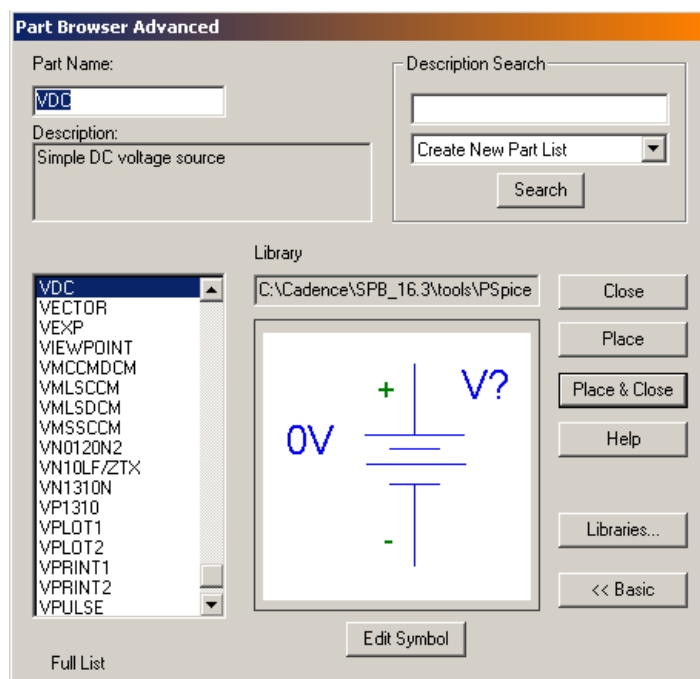 Part Browser Advanced
Part Name:
VDC
Description:
Simple DC voltage source
Description Search
Create New Part List
Search
Library
C:\Cadence\SPB_16.3\tools\PSpice
VDC
VECTOR
VEXP
VIEWPOINT
VMCCMDCM
VMLSCCM
VMLSDCM
VMSSCCM
VN0120N2
VN10LF/ZTX
VN1310N
VP1310
VPLOT1
VPLOT2
VPRINT1
VPRINT2
VPULSE
Full List
+
V?
0V
-
Edit Symbol
Close
Place
Place & Close
Help
Libraries...
<< Basic